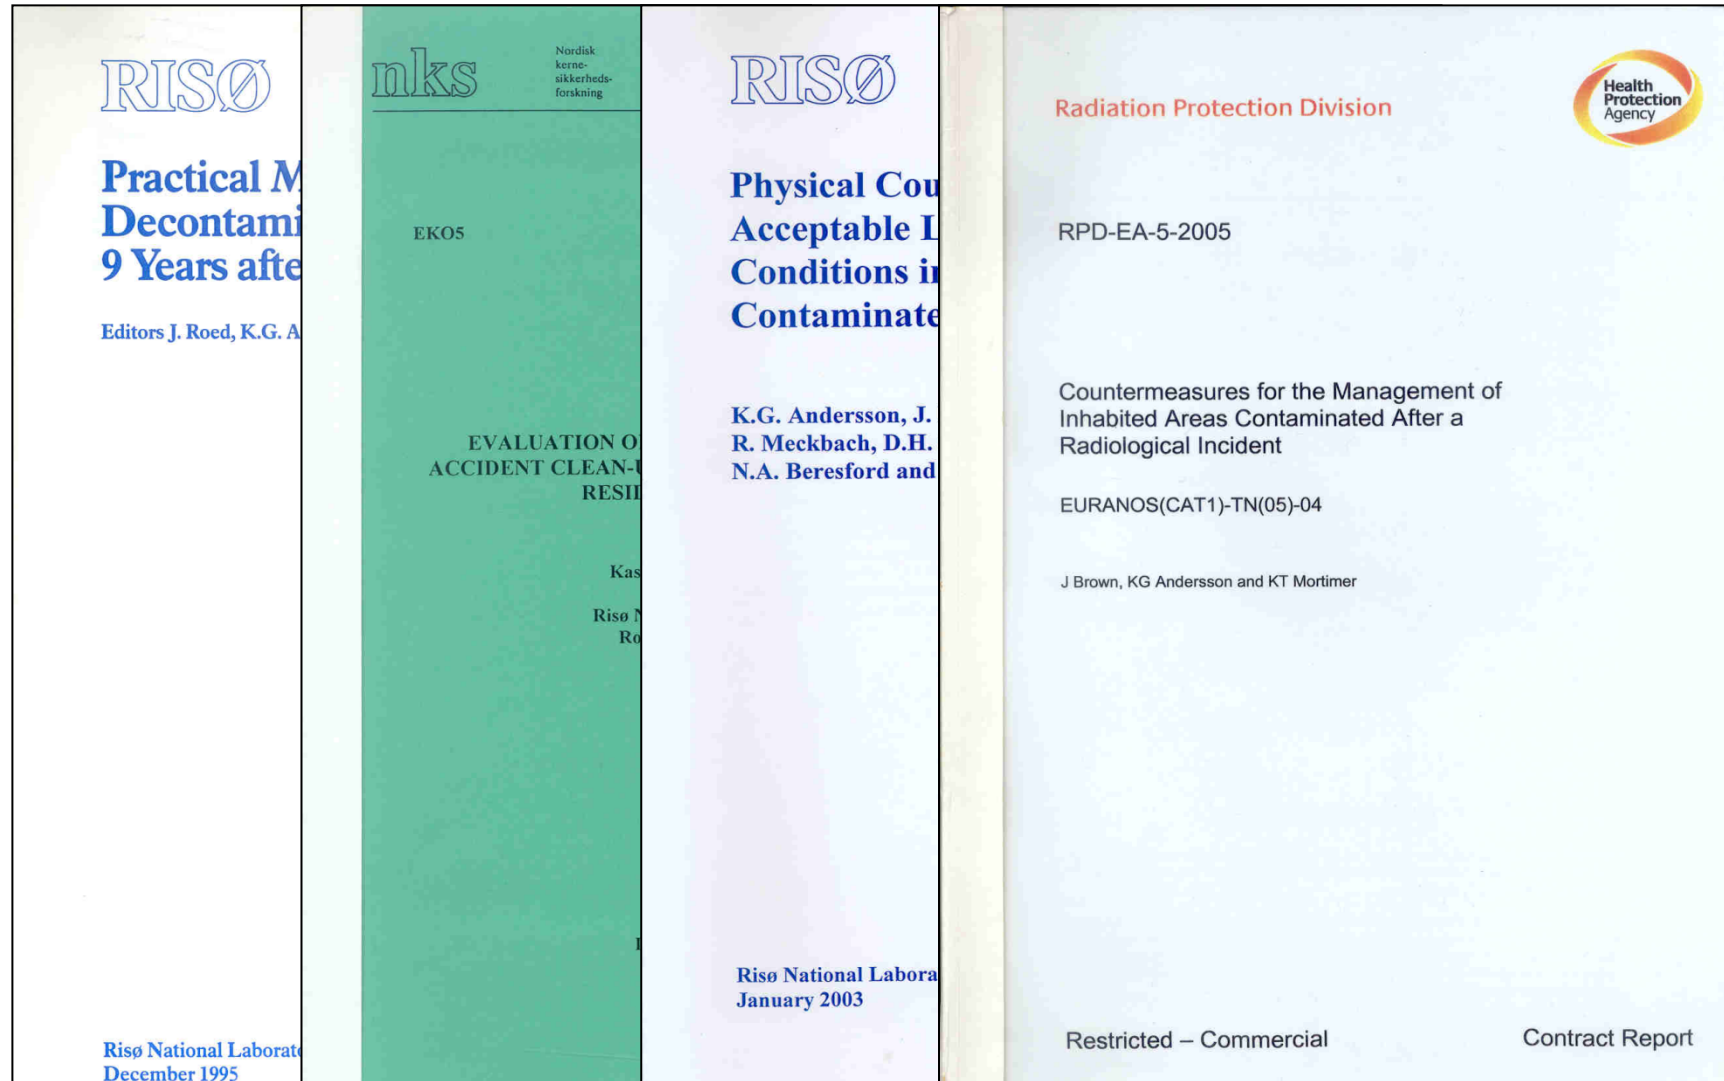 RISØ
Practical M
Decontami
9 Years afte
Editors J. Roed, K.G. A
Risø National Laborato
December 1995
nks
Nordisk
kerne-
sikkerheds-
forskning
EKO5
EVALUATION O
ACCIDENT CLEAN-U
RESID
Kas
Risø N
Ro
RISØ
Physical Cou
Acceptable L
Conditions in
Contaminate
K.G. Andersson, J.
R. Meckbach, D.H.
N.A. Beresford and
Risø National Labora
January 2003
Radiation Protection Division
Health
Protection
Agency
RPD-EA-5-2005
Countermeasures for the Management of
Inhabited Areas Contaminated After a
Radiological Incident
EURANOS(CAT1)-TN(05)-04
J Brown, KG Andersson and KT Mortimer
Restricted – Commercial
Contract Report